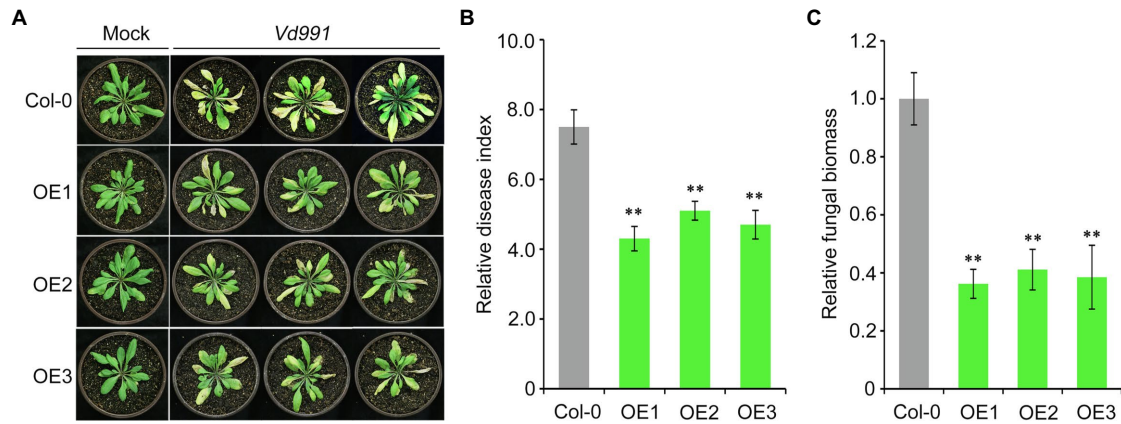 A
Mock
Vd991
Col-0
OE1
OE2
OE3
B
Relative disease index
10.0
8.0
6.0
4.0
2.0
0
**
**
**
Col-0
OE1
OE2
OE3
C
Relative fungal biomass
1.2
1.0
0.8
0.6
0.4
0.2
0
**
**
**
Col-0
OE1
OE2
OE3